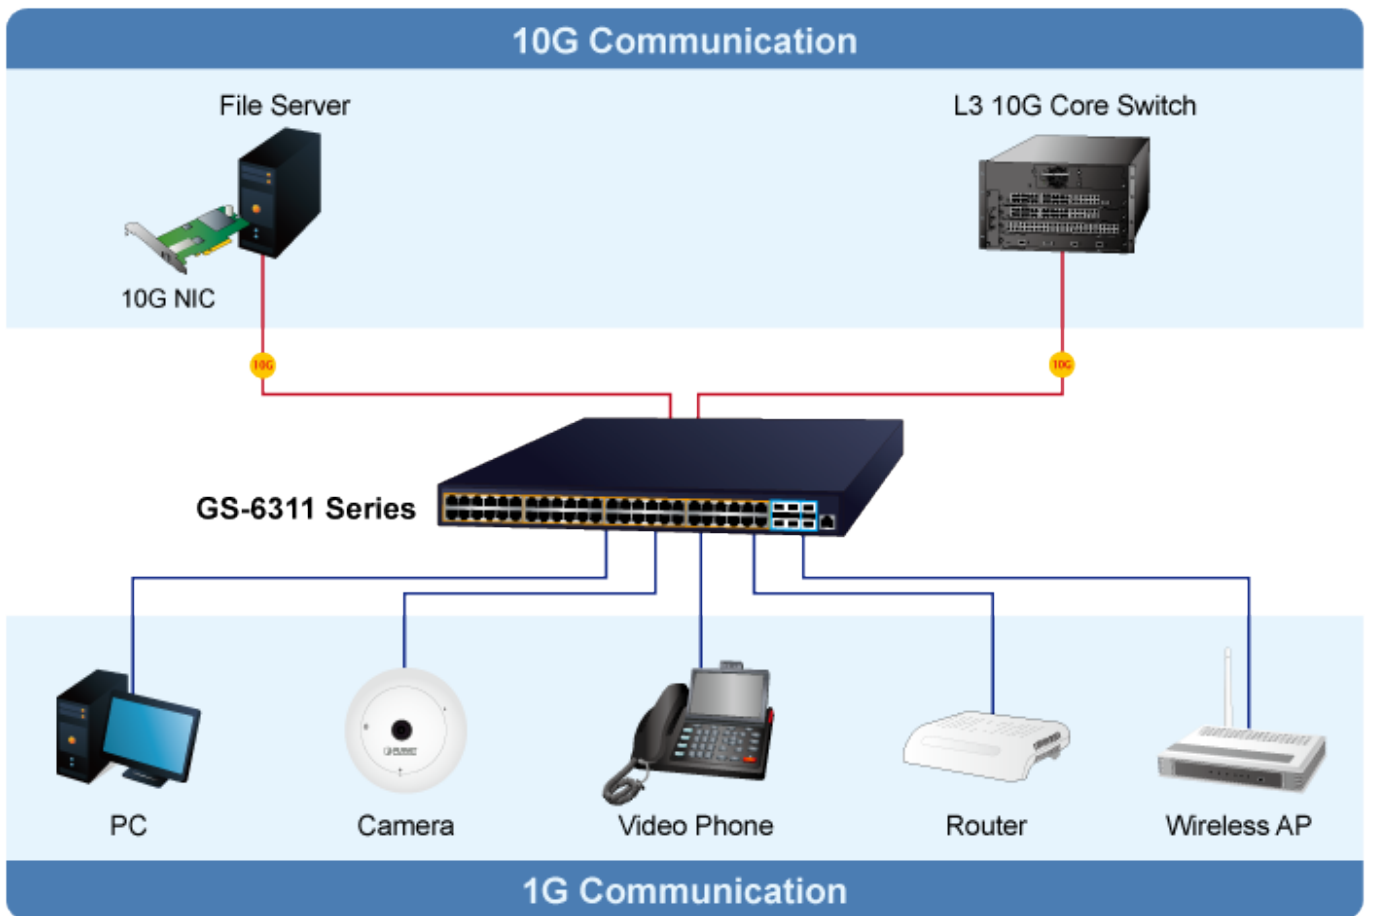 10G Communication
File Server
L3 10G Core Switch
10G NIC
10G
10G
GS-6311 Series
PLANET
PC
Camera
Video Phone
Router
Wireless AP
1G Communication